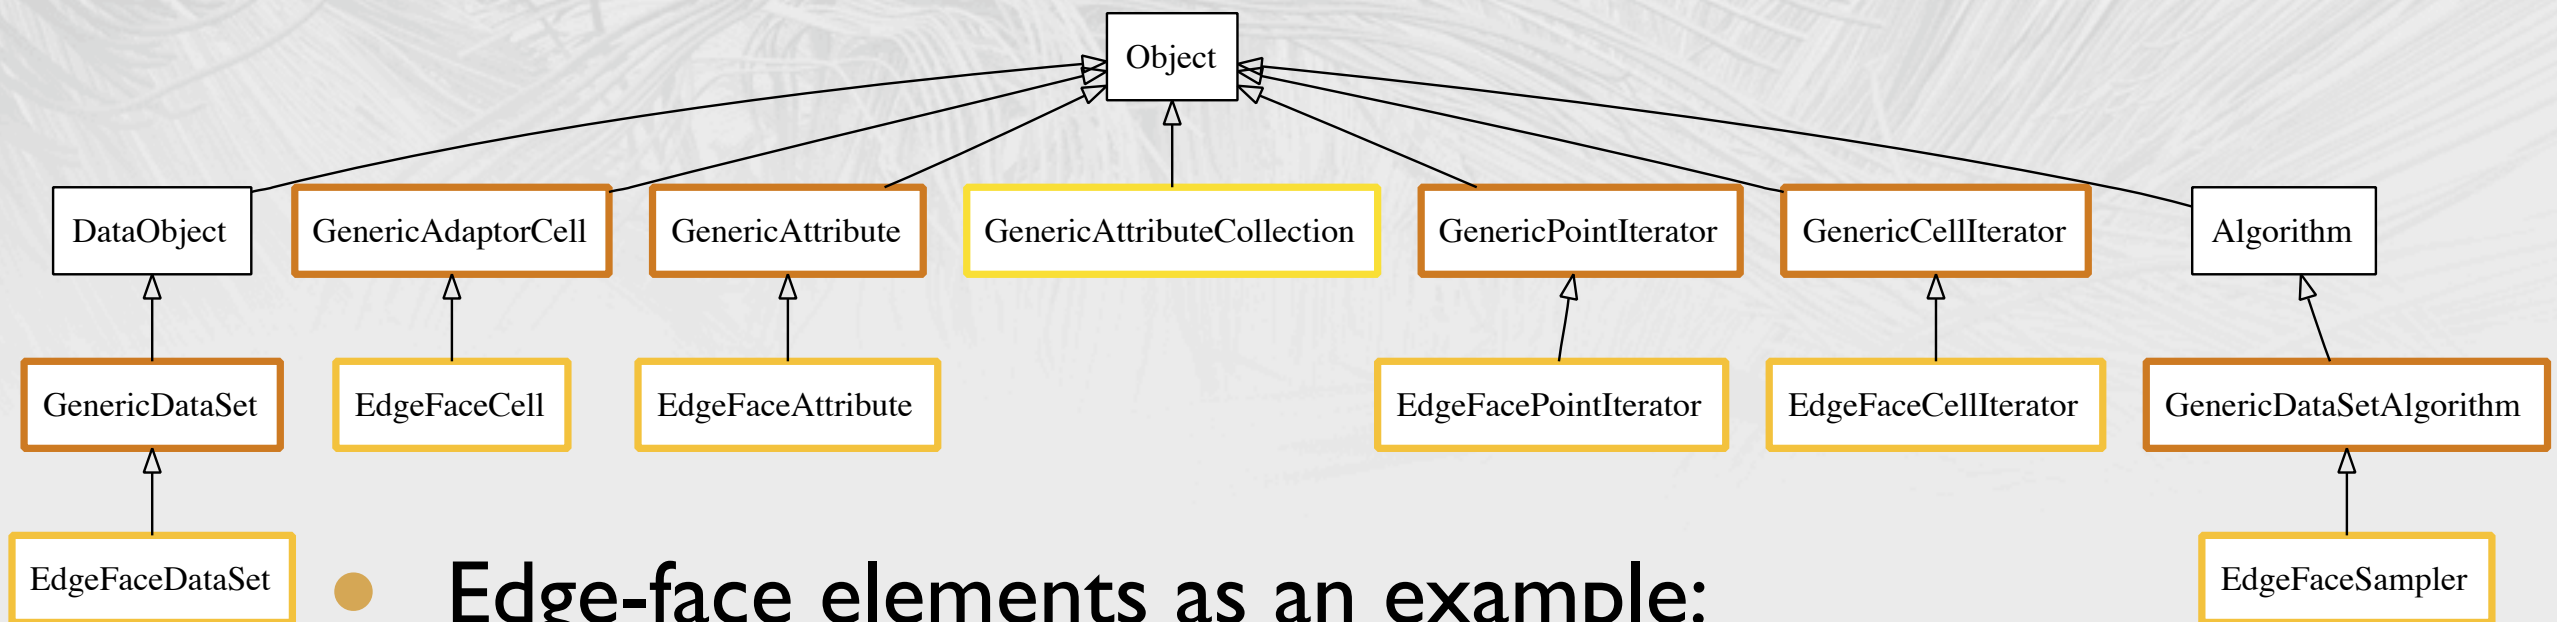 Object
DataObject
GenericAdaptorCell
GenericAttribute
GenericAttributeCollection
GenericPointIterator
GenericCellIterator
Algorithm
GenericDataSet
EdgeFaceCell
EdgeFaceAttribute
EdgeFacePointIterator
EdgeFaceCellIterator
GenericDataSetAlgorithm
EdgeFaceDataSet
EdgeFaceSampler
Edge-face elements as an example: